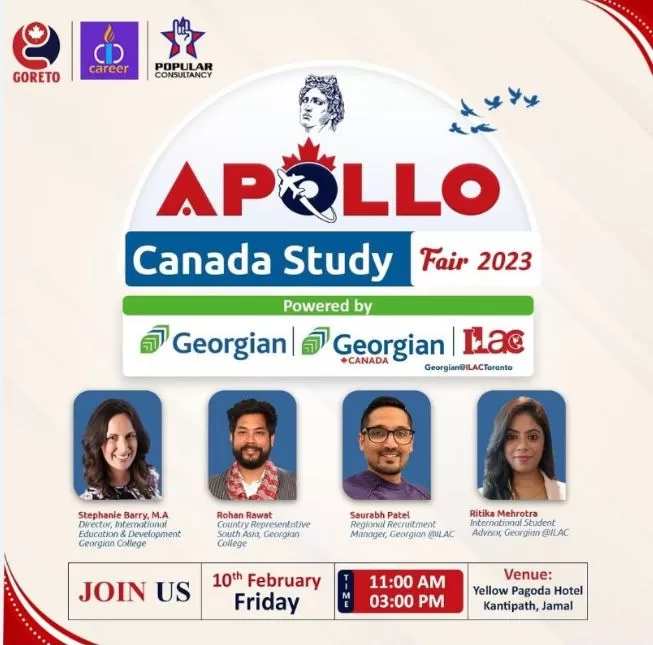 GORETO
career
POPULAR
CONSULTANCY
APOLLO
Canada Study Fair 2023
Powered by
Georgian Georgian ILAC
CANADA
Georgian@ILACToronto
Stephanie Barry, M.A
Director, International
Education & Development
Georgian College
Rohan Rawat
Country Representative
South Asia, Georgian
College
Saurabh Patel
Regional Recruitment
Manager, Georgian @ILAC
Ritika Mehrotra
International Student
Advisor, Georgian @ILAC
JOIN US
10th February
Friday
TIME
11:00 AM
03:00 PM
Venue:
Yellow Pagoda Hotel
Kantipath, Jamal